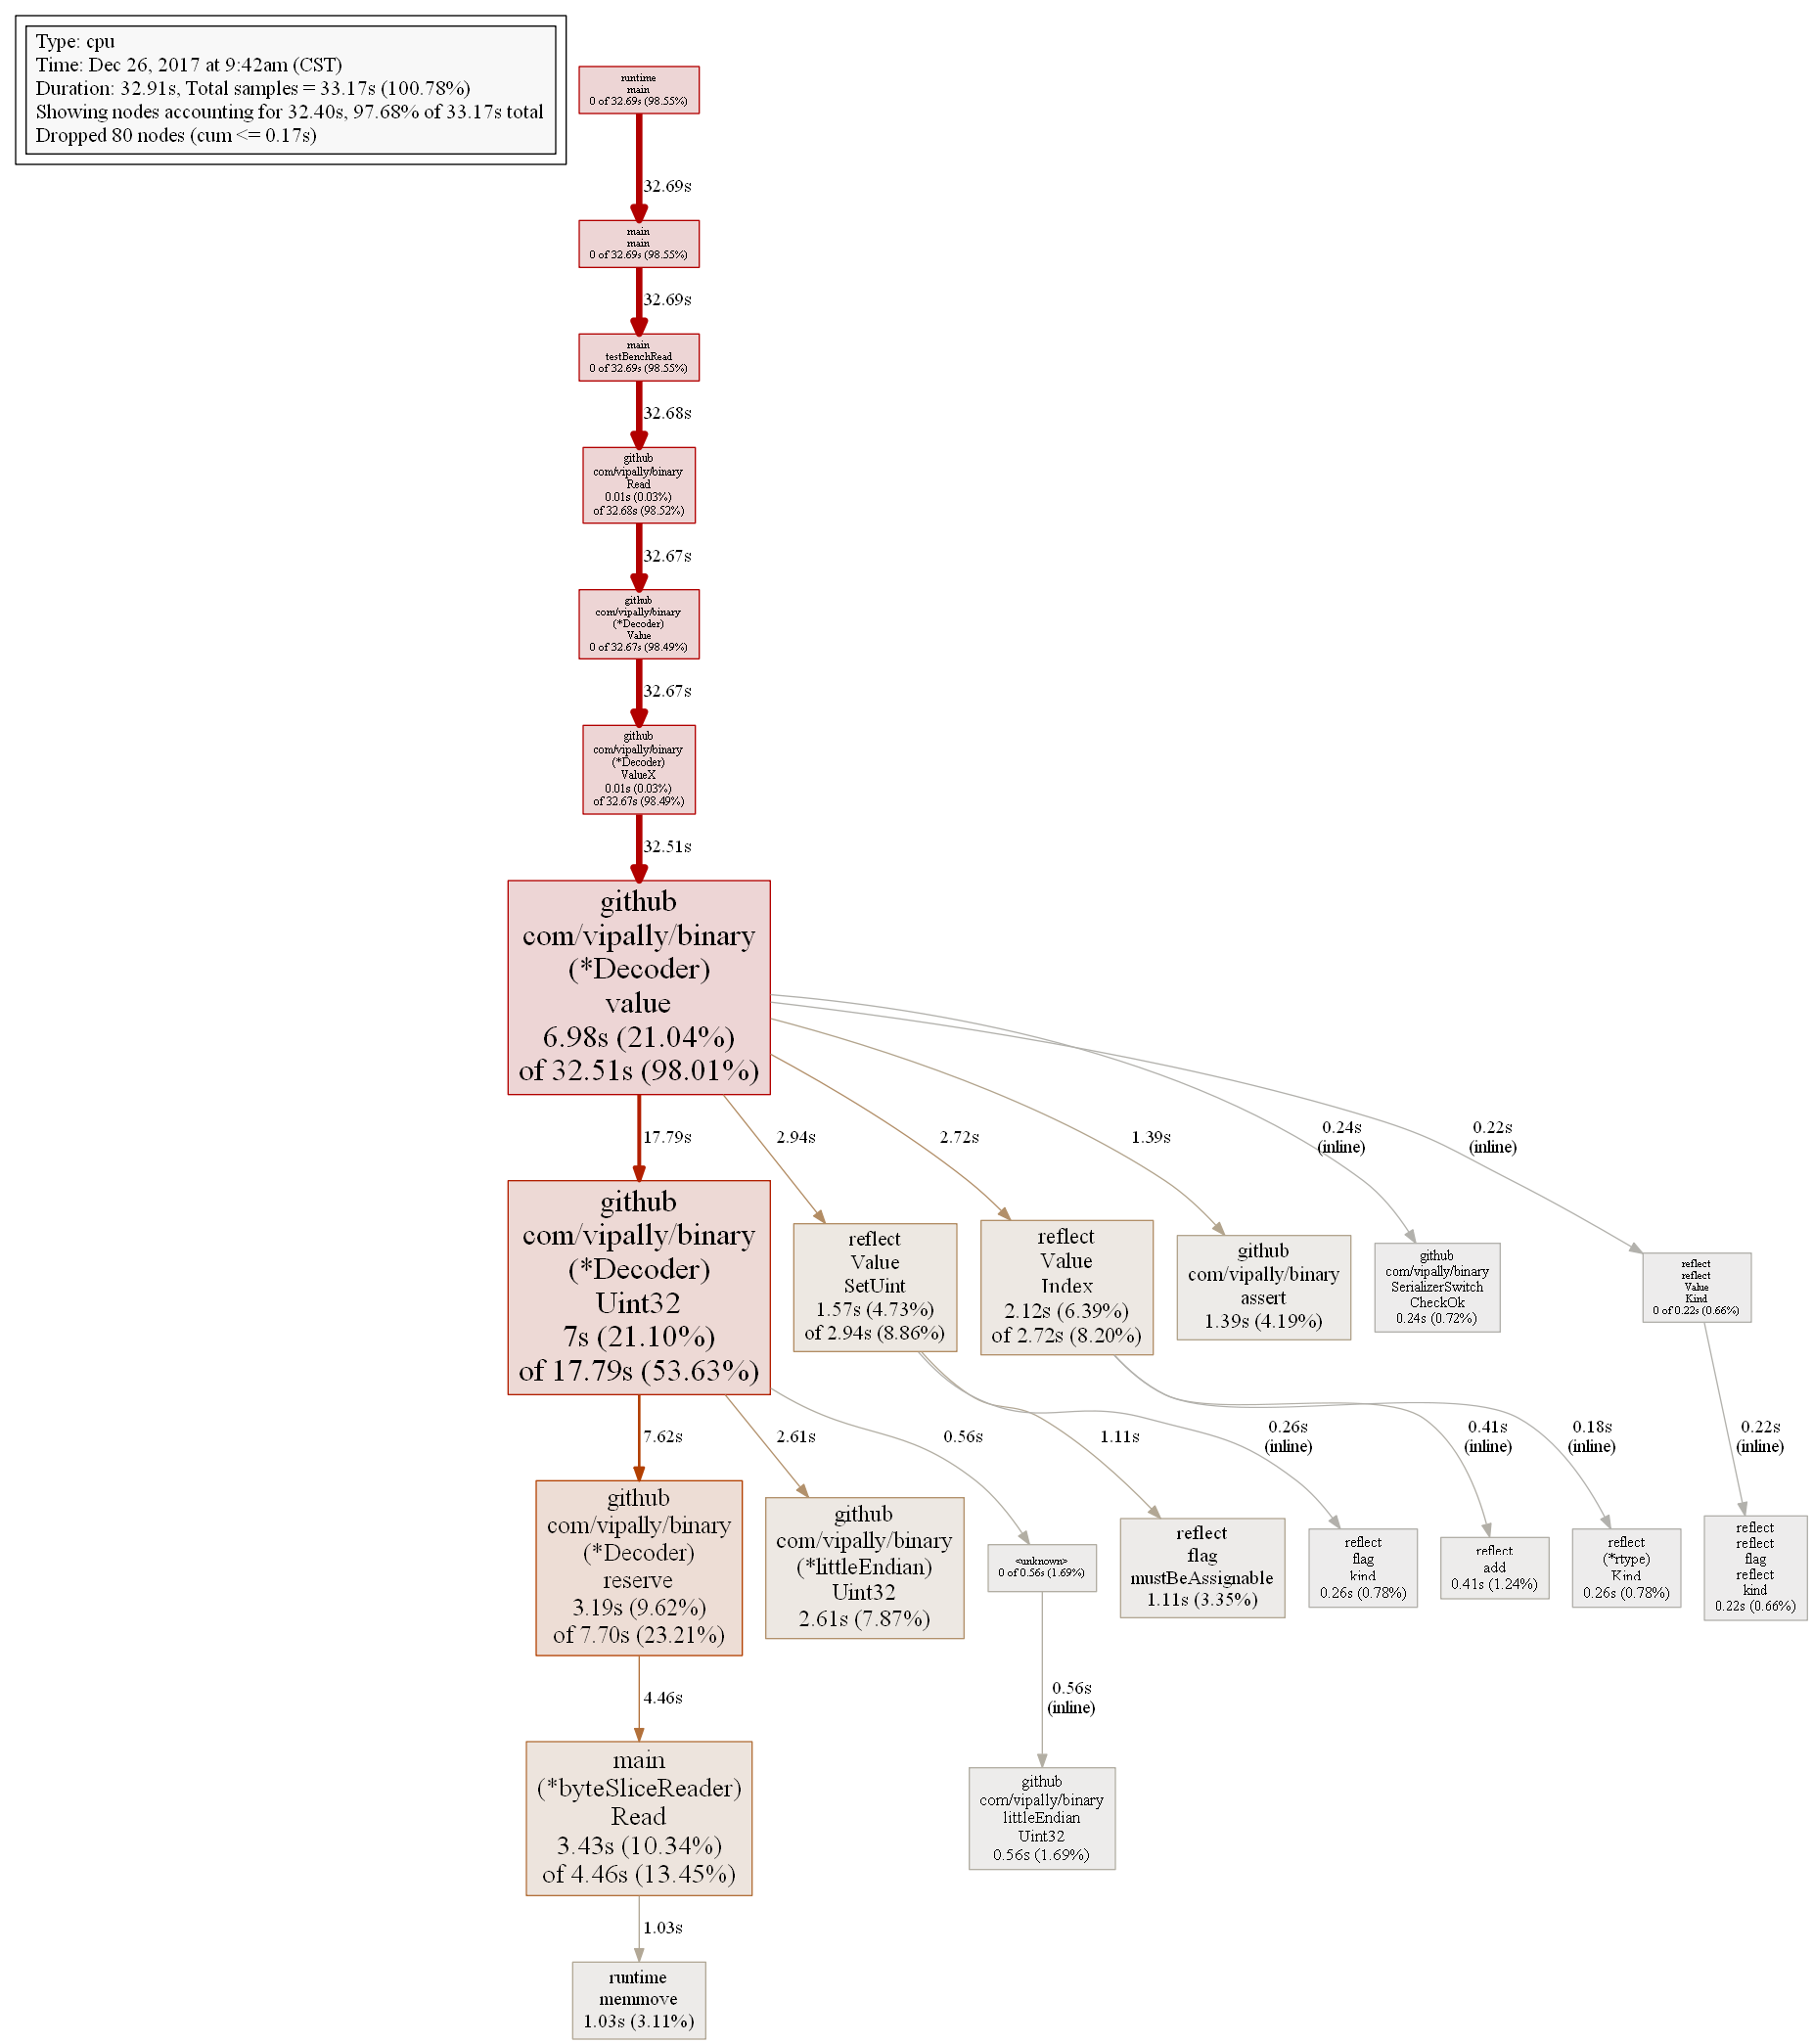 Type: cpu
Time: Dec 26, 2017 at 9:42am (CST)
Duration: 32.91s, Total samples = 33.17s (100.78%)
Showing nodes accounting for 32.40s, 97.68% of 33.17s total
Dropped 80 nodes (cum <= 0.17s)
runtime
main
0 of 32.69s (98.55%)
32.69s
main
main
0 of 32.69s (98.55%)
32.69s
main
testBenchRead
0 of 32.69s (98.55%)
32.68s
github
com/vipally/binary
Read
0.01s (0.03%)
of 32.68s (98.52%)
32.67s
github
com/vipally/binary
(*Decoder)
Value
0 of 32.67s (98.49%)
32.67s
github
com/vipally/binary
(*Decoder)
ValueX
0.01s (0.03%)
of 32.67s (98.49%)
32.51s
github
com/vipally/binary
(*Decoder)
value
6.98s (21.04%)
of 32.51s (98.01%)
17.79s
2.94s
2.72s
1.39s
0.24s
(inline)
0.22s
(inline)
github
com/vipally/binary
(*Decoder)
Uint32
7s (21.10%)
of 17.79s (53.63%)
reflect
Value
SetUint
1.57s (4.73%)
of 2.94s (8.86%)
reflect
Value
Index
2.12s (6.39%)
of 2.72s (8.20%)
github
com/vipally/binary
assert
1.39s (4.19%)
github
com/vipally/binary
SerializerSwitch
CheckOk
0.24s (0.72%)
reflect
reflect
Value
Kind
0 of 0.22s (0.66%)
7.62s
2.61s
0.56s
1.11s
0.26s
(inline)
0.41s
(inline)
0.18s
(inline)
0.22s
(inline)
github
com/vipally/binary
(*Decoder)
reserve
3.19s (9.62%)
of 7.70s (23.21%)
github
com/vipally/binary
(*littleEndian)
Uint32
2.61s (7.87%)
<unknown>
0 of 0.56s (1.69%)
reflect
flag
mustBeAssignable
1.11s (3.35%)
reflect
flag
kind
0.26s (0.78%)
reflect
add
0.41s (1.24%)
reflect
(*rtype)
Kind
0.26s (0.78%)
reflect
reflect
flag
reflect
kind
0.22s (0.66%)
4.46s
0.56s
(inline)
main
(*byteSliceReader)
Read
3.43s (10.34%)
of 4.46s (13.45%)
github
com/vipally/binary
littleEndian
Uint32
0.56s (1.69%)
1.03s
runtime
memmove
1.03s (3.11%)